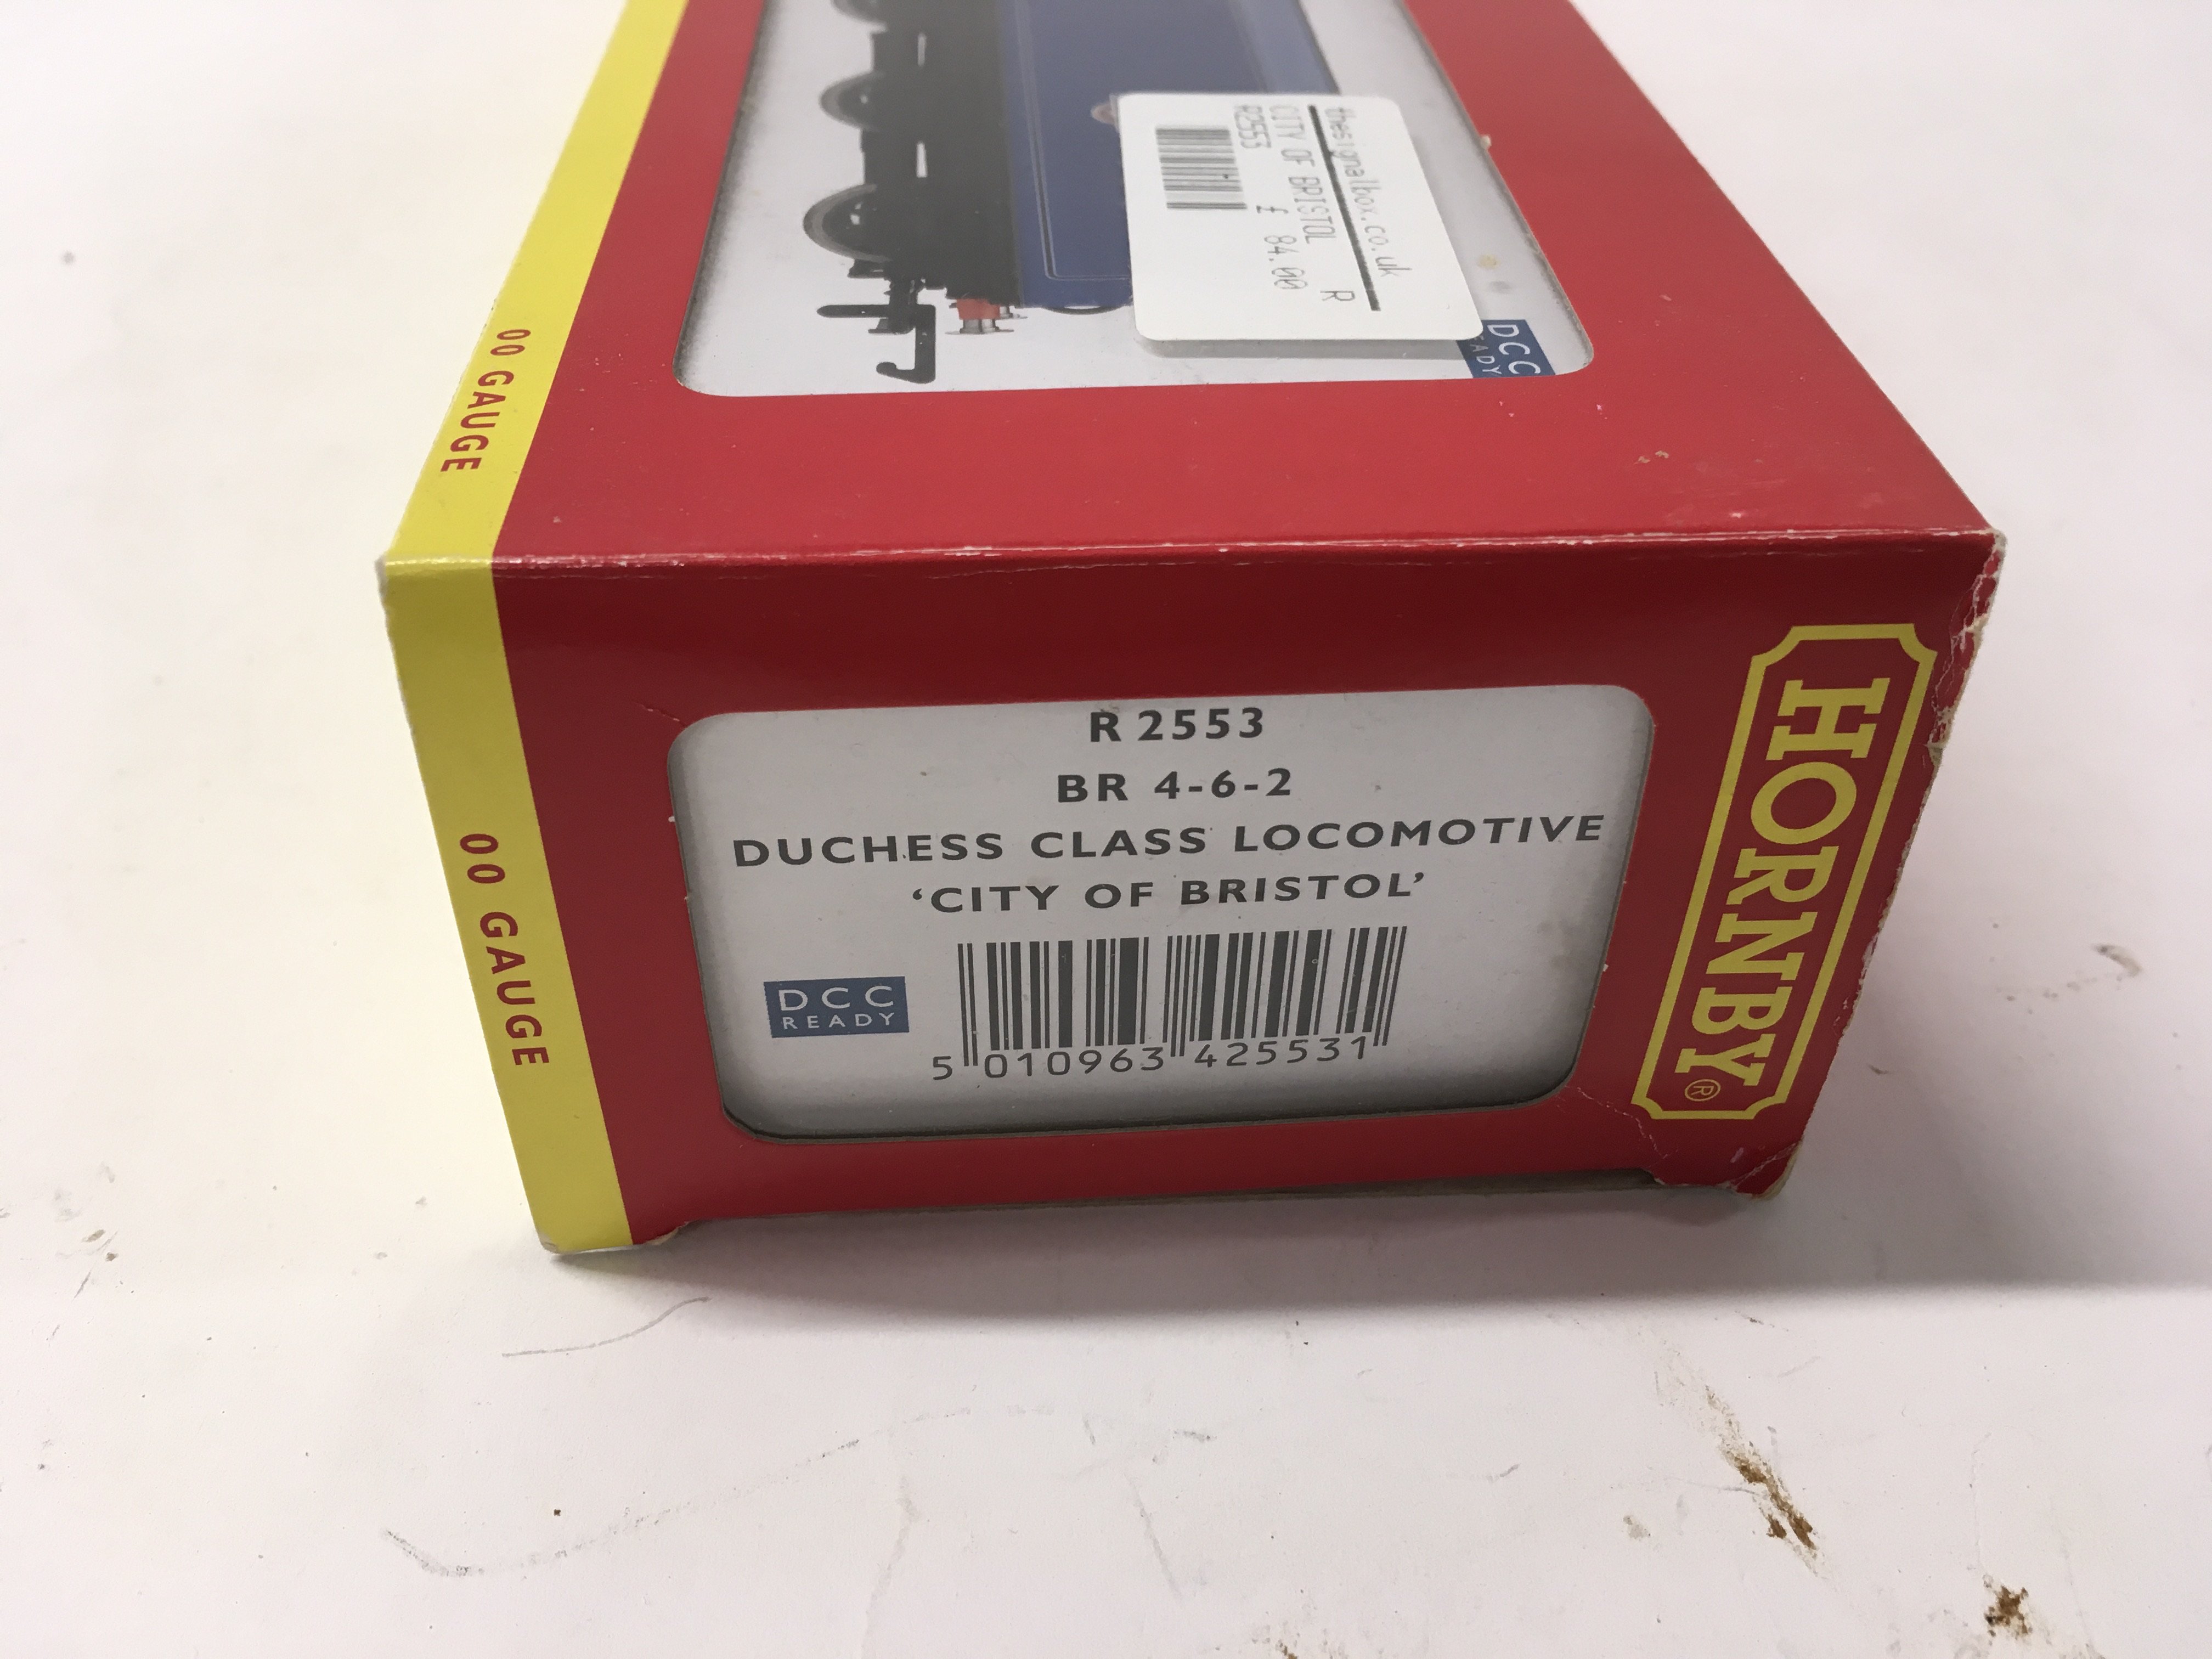 thesignalbox.co.uk
CITY OF BRISTOL R
R2553 £ 84.00
DCC
READY
00 GAUGE
R 2553
BR 4-6-2
DUCHESS CLASS LOCOMOTIVE
‘CITY OF BRISTOL’
DCC
READY
5 010963 425531
00 GAUGE
HORNBY®